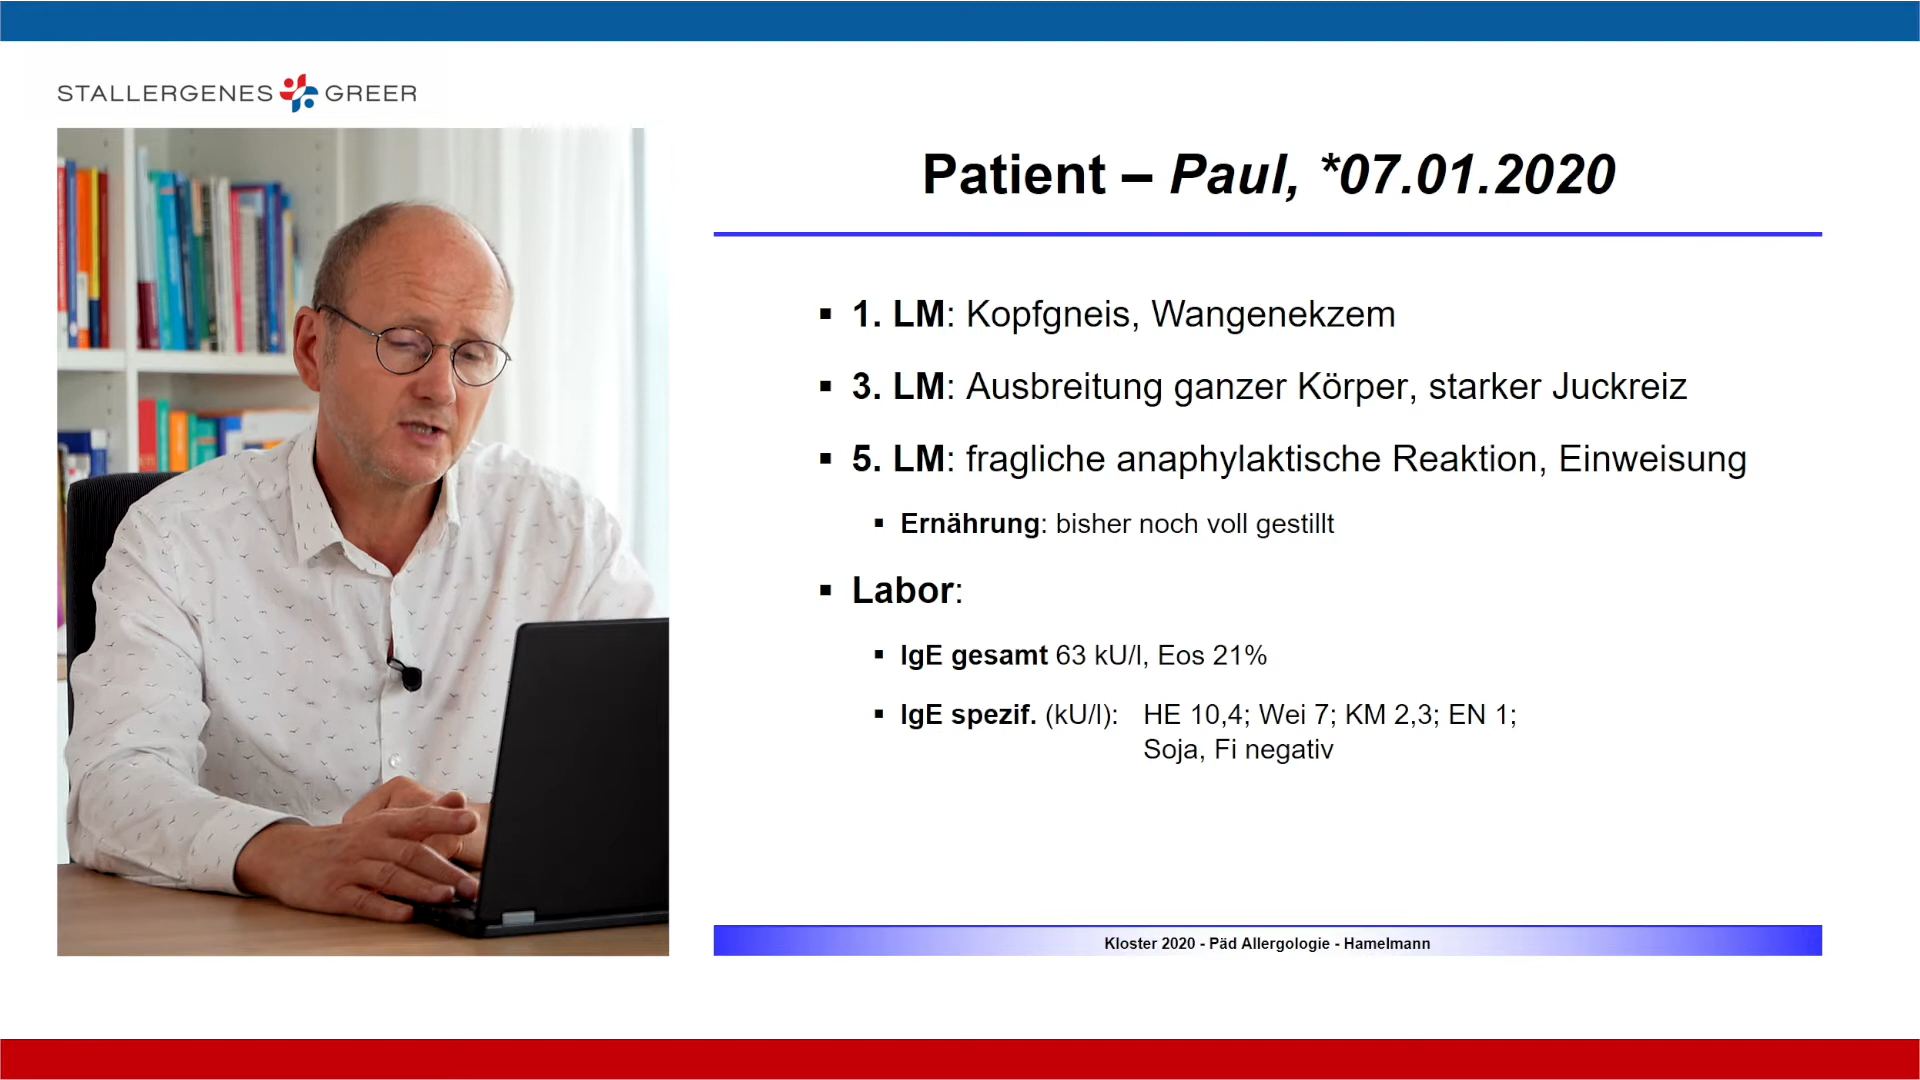 STALLERGENES GREER
Patient – Paul, *07.01.2020
▪ 1. LM: Kopfgneis, Wangenekzem
▪ 3. LM: Ausbreitung ganzer Körper, starker Juckreiz
▪ 5. LM: fragliche anaphylaktische Reaktion, Einweisung
▪ Ernährung: bisher noch voll gestillt
▪ Labor:
▪ IgE gesamt 63 kU/l, Eos 21%
▪ IgE spezif. (kU/l): HE 10,4; Wei 7; KM 2,3; EN 1;
Soja, Fi negativ
Kloster 2020 - Päd Allergologie - Hamelmann